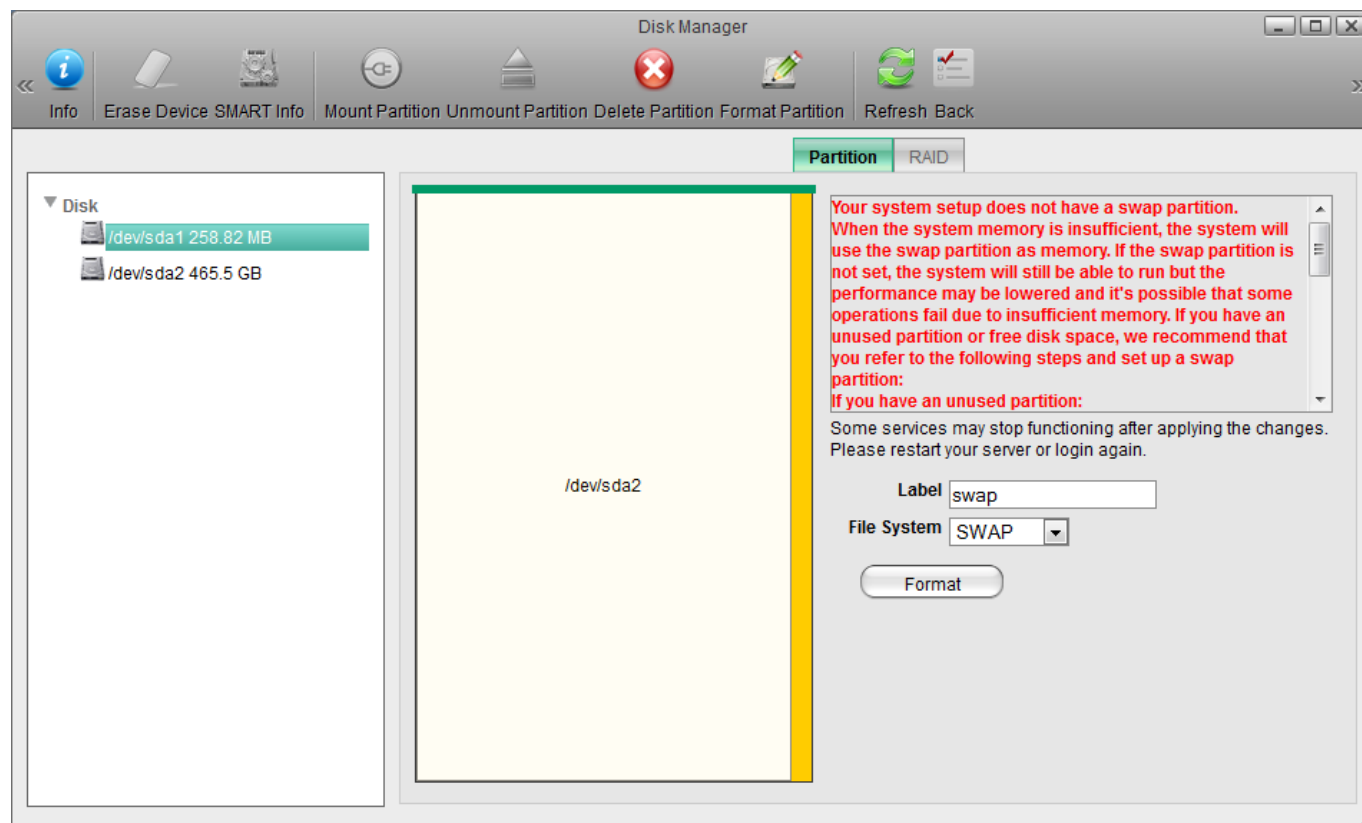 Disk Manager
Info
Erase Device
SMART Info
Mount Partition
Unmount Partition
Delete Partition
Format Partition
Refresh
Back
Partition
RAID
Disk
/dev/sda1 258.82 MB
/dev/sda2 465.5 GB
/dev/sda2
Your system setup does not have a swap partition.
When the system memory is insufficient, the system will
use the swap partition as memory. If the swap partition is
not set, the system will still be able to run but the
performance may be lowered and it's possible that some
operations fail due to insufficient memory. If you have an
unused partition or free disk space, we recommend that
you refer to the following steps and set up a swap
partition:
If you have an unused partition:
Some services may stop functioning after applying the changes.
Please restart your server or login again.
Label swap
File System SWAP
Format